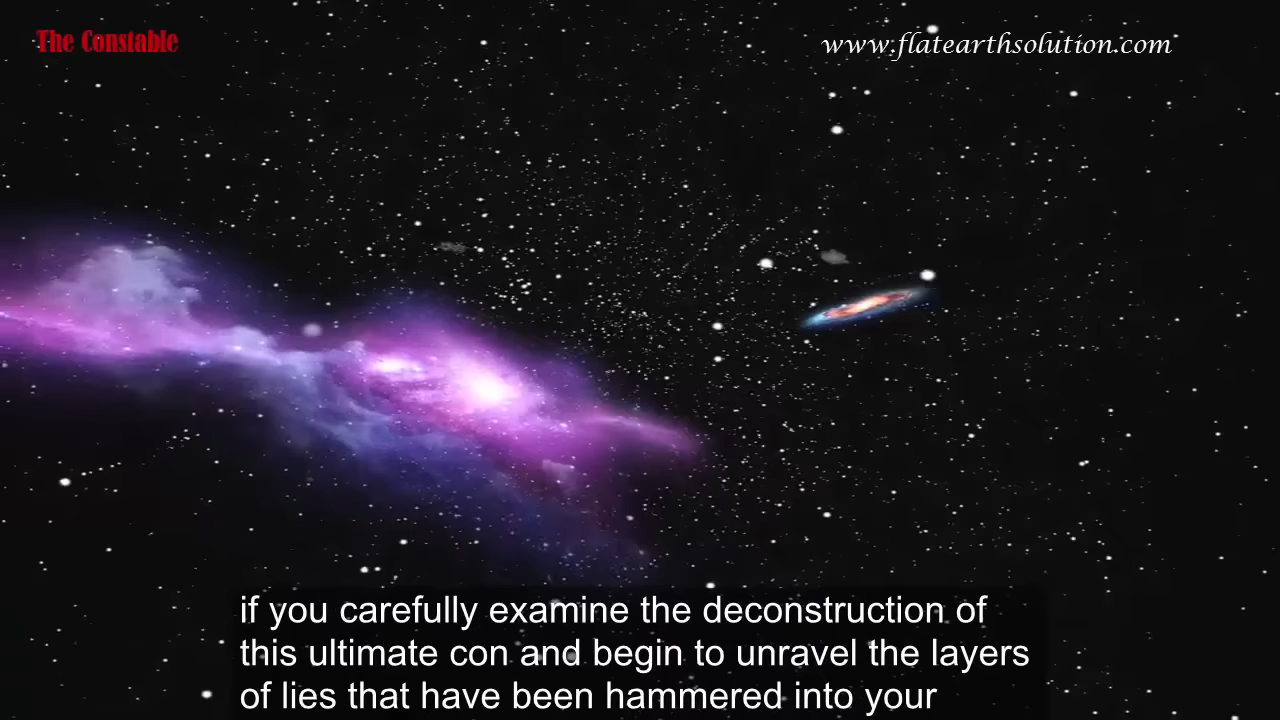 The Constable
www.flatearthsolution.com
if you carefully examine the deconstruction of
this ultimate con and begin to unravel the layers
of lies that have been hammered into your